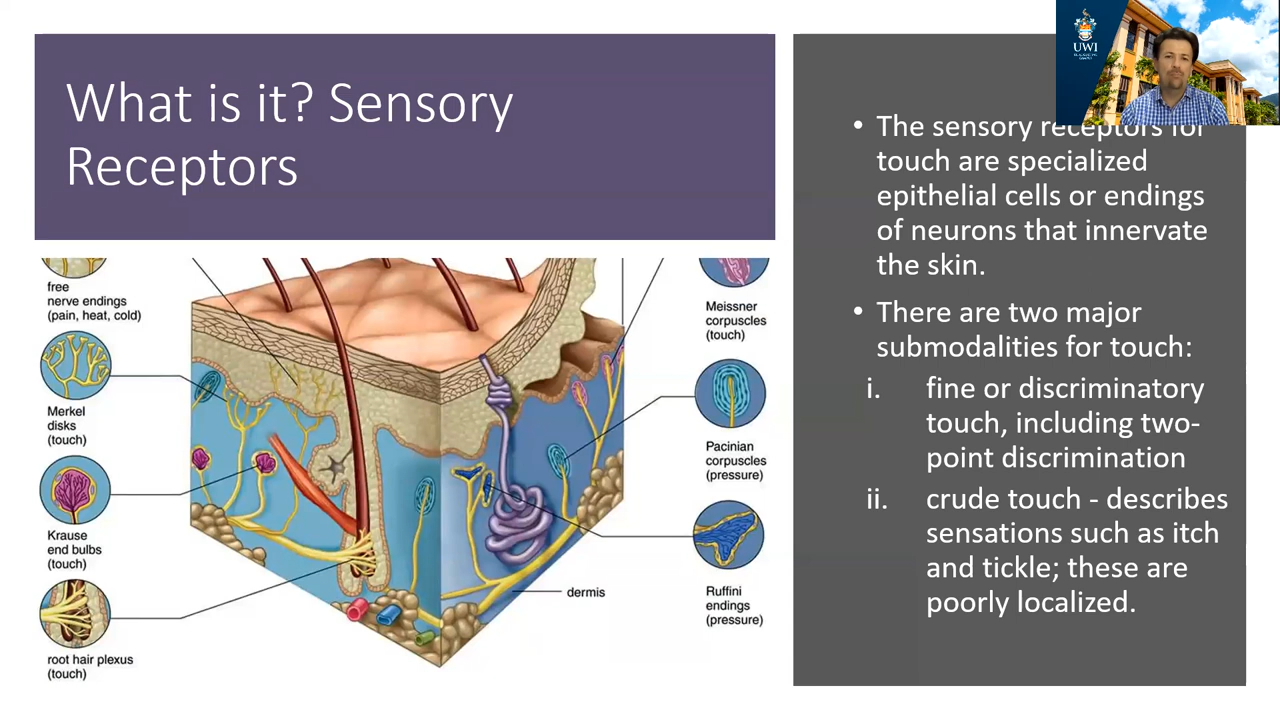 What is it? Sensory
Receptors
free
nerve endings
(pain, heat, cold)
Merkel
disks
(touch)
Krause
end bulbs
(touch)
root hair plexus
(touch)
Meissner
corpuscles
(touch)
Pacinian
corpuscles
(pressure)
Ruffini
endings
(pressure)
dermis
UWI
• The sensory receptors for
touch are specialized
epithelial cells or endings
of neurons that innervate
the skin.
• There are two major
submodalities for touch:
i. fine or discriminatory
touch, including two-
point discrimination
ii. crude touch - describes
sensations such as itch
and tickle; these are
poorly localized.